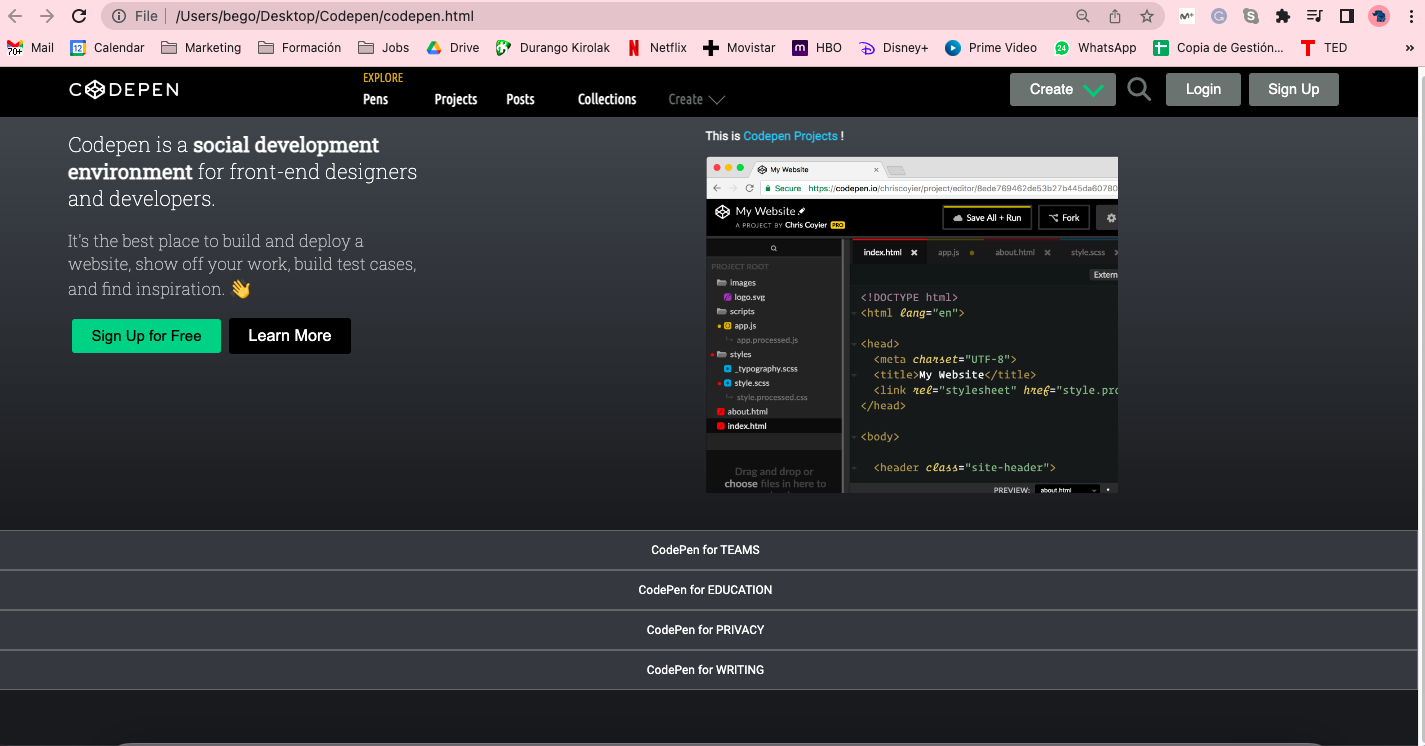 File /Users/bego/Desktop/Codepen/codepen.html
70+ Mail 12 Calendar Marketing Formación Jobs Drive Durango Kirolak Netflix Movistar m HBO Disney+ Prime Video 24 WhatsApp Copia de Gestión... TED »
CODEPEN
EXPLORE
Pens Projects Posts Collections Create
Create Login Sign Up
Codepen is a social development
environment for front-end designers
and developers.
It's the best place to build and deploy a
website, show off your work, build test cases,
and find inspiration. 👋
Sign Up for Free Learn More
This is Codepen Projects !
My Website
Secure https://codepen.io/chriscoyier/project/editor/8ede769462de53b27b445da60780
My Website
A PROJECT BY Chris Coyier PRO
Save All + Run Fork
PROJECT ROOT
images
logo.svg
scripts
app.js
app.processed.js
styles
_typography.scss
style.scss
style.processed.css
about.html
index.html
Drag and drop or
choose files in here to
index.html app.js about.html style.scss
Extern
<!DOCTYPE html>
<html lang="en">
<head>
<meta charset="UTF-8">
<title>My Website</title>
<link rel="stylesheet" href="style.pro
</head>
<body>
<header class="site-header">
PREVIEW: about.html
CodePen for TEAMS
CodePen for EDUCATION
CodePen for PRIVACY
CodePen for WRITING